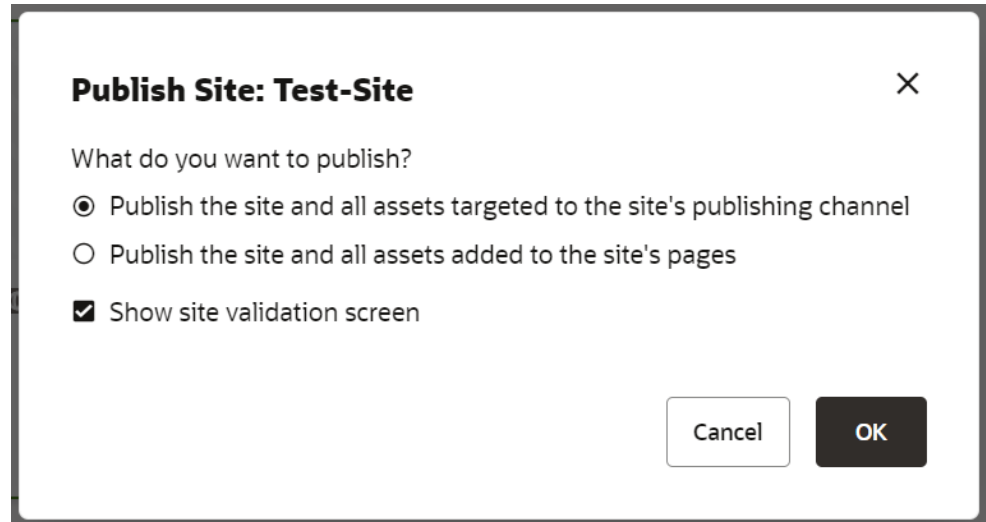 Publish Site: Test-Site
What do you want to publish?
Publish the site and all assets targeted to the site's publishing channel
Publish the site and all assets added to the site's pages
Show site validation screen
Cancel
OK